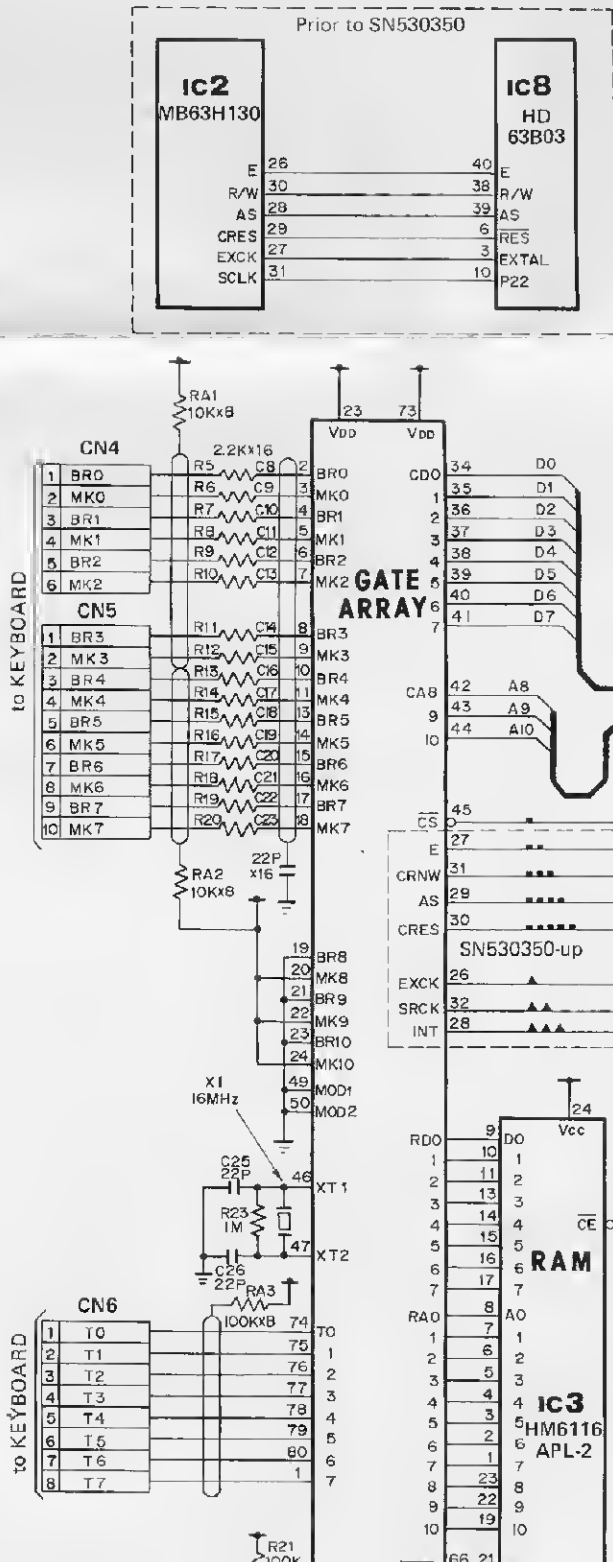 Prior to SN530350
IC2
MB63H130
IC8
HD
63B03
E 26 40 E
R/W 30 38 R/W
AS 28 39 AS
CRES 29 6 RES
EXCK 27 3 EXTAL
SCLK 31 10 P22
RA1
10KX8
23 73
VDD VDD
CN4
2.2KX16
to KEYBOARD
1 BR0 R5 C8 2 BR0
2 MK0 R6 C9 3 MK0
3 BR1 R7 C10 4 BR1
4 MK1 R8 C11 5 MK1
5 BR2 R9 C12 6 BR2
6 MK2 R10 C13 7 MK2
CN5
1 BR3 R11 C14 8 BR3
2 MK3 R12 C15 9 MK3
3 BR4 R13 C16 10 BR4
4 MK4 R14 C17 11 MK4
5 BR5 R15 C18 13 BR5
6 MK5 R16 C19 14 MK5
7 BR6 R17 C20 15 BR6
8 MK6 R18 C21 16 MK6
9 BR7 R19 C22 17 BR7
10 MK7 R20 C23 18 MK7
GATE
ARRAY
CD0 34 D0
1 35 D1
2 36 D2
3 37 D3
4 38 D4
5 39 D5
6 40 D6
7 41 D7
CA8 42 A8
9 43 A9
10 44 A10
CS 45
E 27
CRNW 31
AS 29
CRES 30
SN530350-up
EXCK 26
SRCK 32
INT 28
RA2
10KX8
22P
X16
19 BR8
20 MK8
21 BR9
22 MK9
23 BR10
24 MK10
49 MOD1
50 MOD2
X1
16MHz
C25
22P
46 XT1
R23
1M
47 XT2
C26
22P
RA3
100KX8
CN6
to KEYBOARD
1 T0 74 T0
2 T1 75 1
3 T2 76 2
4 T3 77 3
5 T4 78 4
6 T5 79 5
7 T6 80 6
8 T7 1 7
24
Vcc
RD0 9 D0
1 10 1
2 11 2
3 13 3
4 14 4
5 15 5
6 16 6
7 17 7
CE
RAM
RA0 8 A0
1 7 1
2 6 2
3 5 3
4 4 4
5 3 5
6 2 6
7 1 7
8 23 8
9 22 9
10 19 10
IC3
HM6116
APL-2
R21
66 21